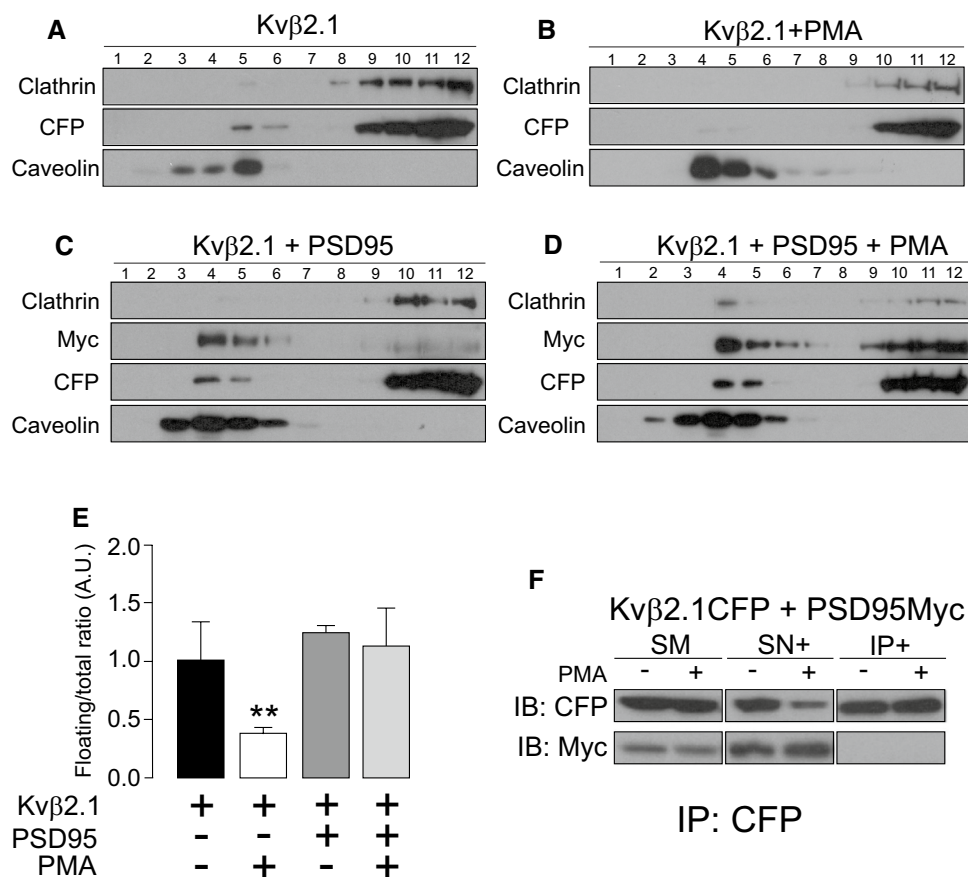 A
Kvβ2.1
1 2 3 4 5 6 7 8 9 10 11 12
Clathrin
CFP
Caveolin
B
Kvβ2.1+PMA
1 2 3 4 5 6 7 8 9 10 11 12
Clathrin
CFP
Caveolin
C
Kvβ2.1 + PSD95
1 2 3 4 5 6 7 8 9 10 11 12
Clathrin
Myc
CFP
Caveolin
D
Kvβ2.1 + PSD95 + PMA
1 2 3 4 5 6 7 8 9 10 11 12
Clathrin
Myc
CFP
Caveolin
E
Floating/total ratio (A.U.)
2.0
1.5
1.0
0.5
0.0
**
Kvβ2.1 + + + +
PSD95 - - + +
PMA - + - +
F
Kvβ2.1CFP + PSD95Myc
SM SN+ IP+
PMA - + - + - +
IB: CFP
IB: Myc
IP: CFP